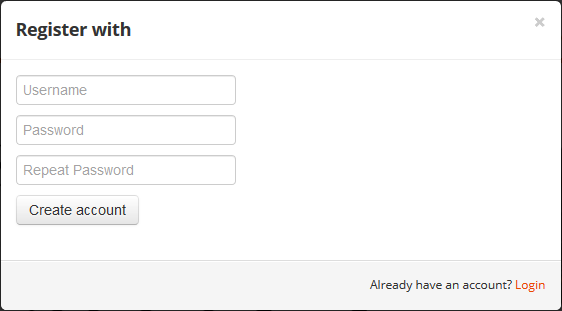 Register with
×
Username
Password
Repeat Password
Create account
Already have an account? Login